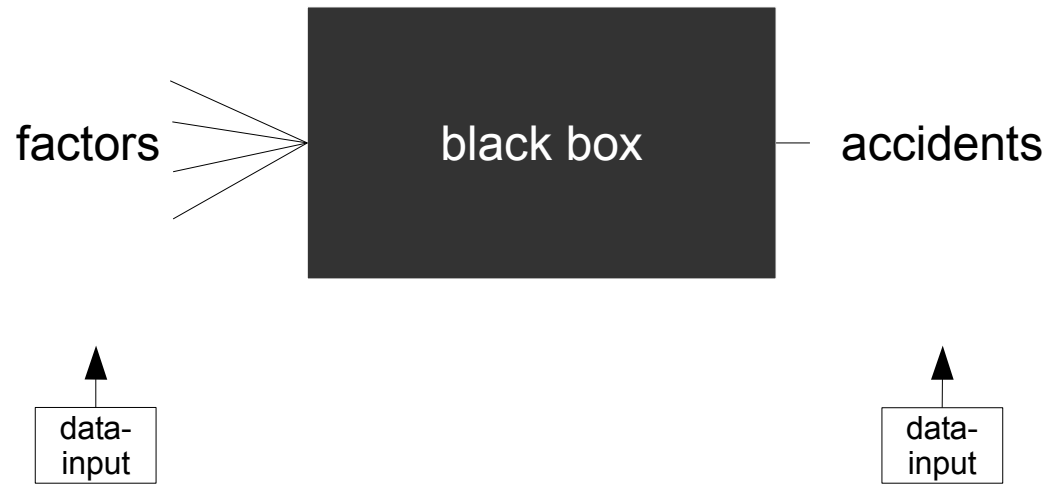 factors
black box
accidents
data-
input
data-
input